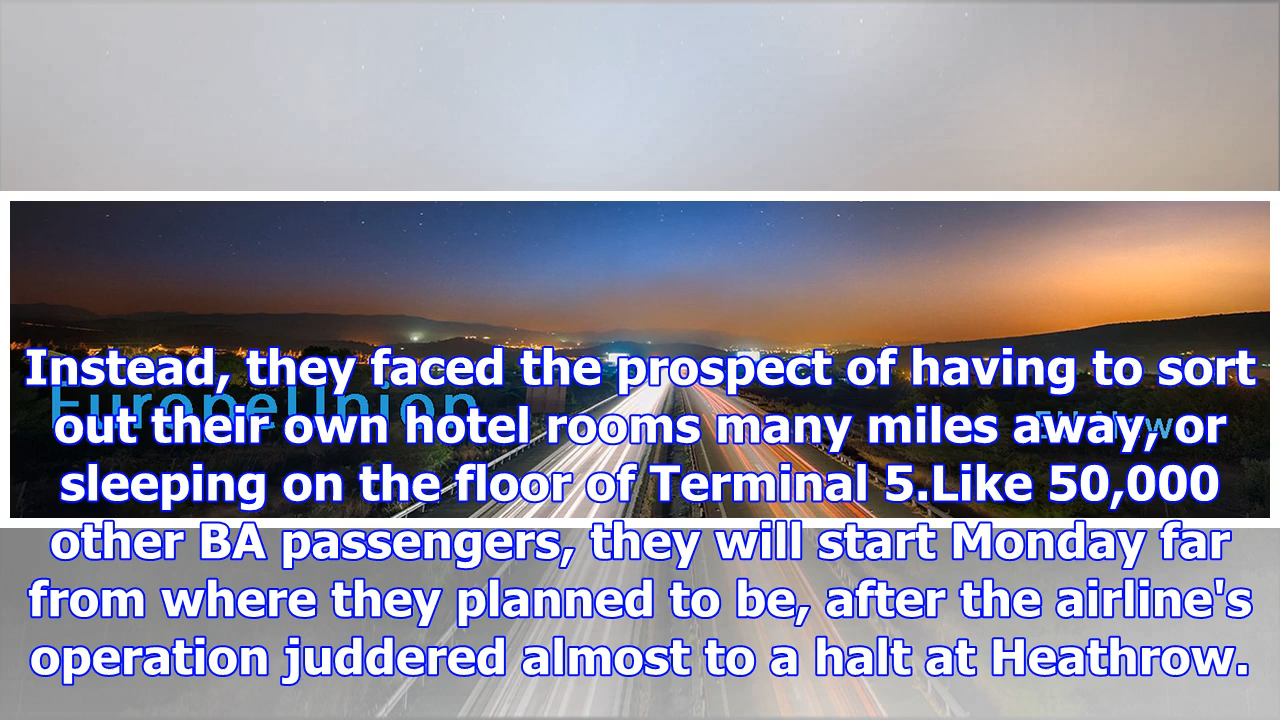 Instead, they faced the prospect of having to sort
EuropeUnion
out their own hotel rooms many miles away, or
sleeping on the floor of Terminal 5.Like 50,000
other BA passengers, they will start Monday far
from where they planned to be, after the airline's
operation juddered almost to a halt at Heathrow.